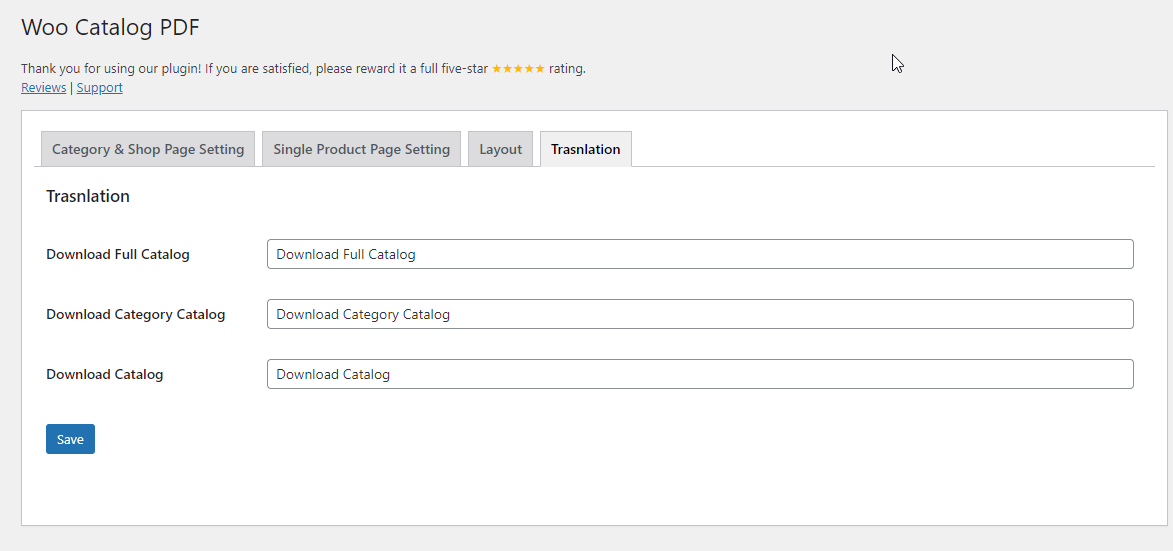 Woo Catalog PDF
Thank you for using our plugin! If you are satisfied, please reward it a full five-star ★★★★★ rating.
Reviews | Support
Category & Shop Page Setting Single Product Page Setting Layout Trasnlation
Trasnlation
Download Full Catalog Download Full Catalog
Download Category Catalog Download Category Catalog
Download Catalog Download Catalog
Save